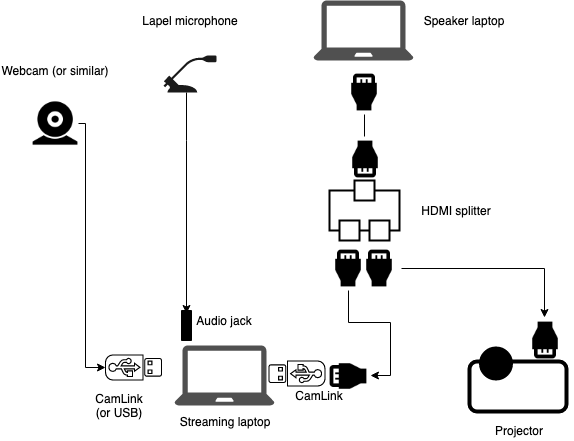 Lapel microphone
Speaker laptop
Webcam (or similar)
HDMI splitter
Audio jack
CamLink
(or USB)
CamLink
Streaming laptop
Projector